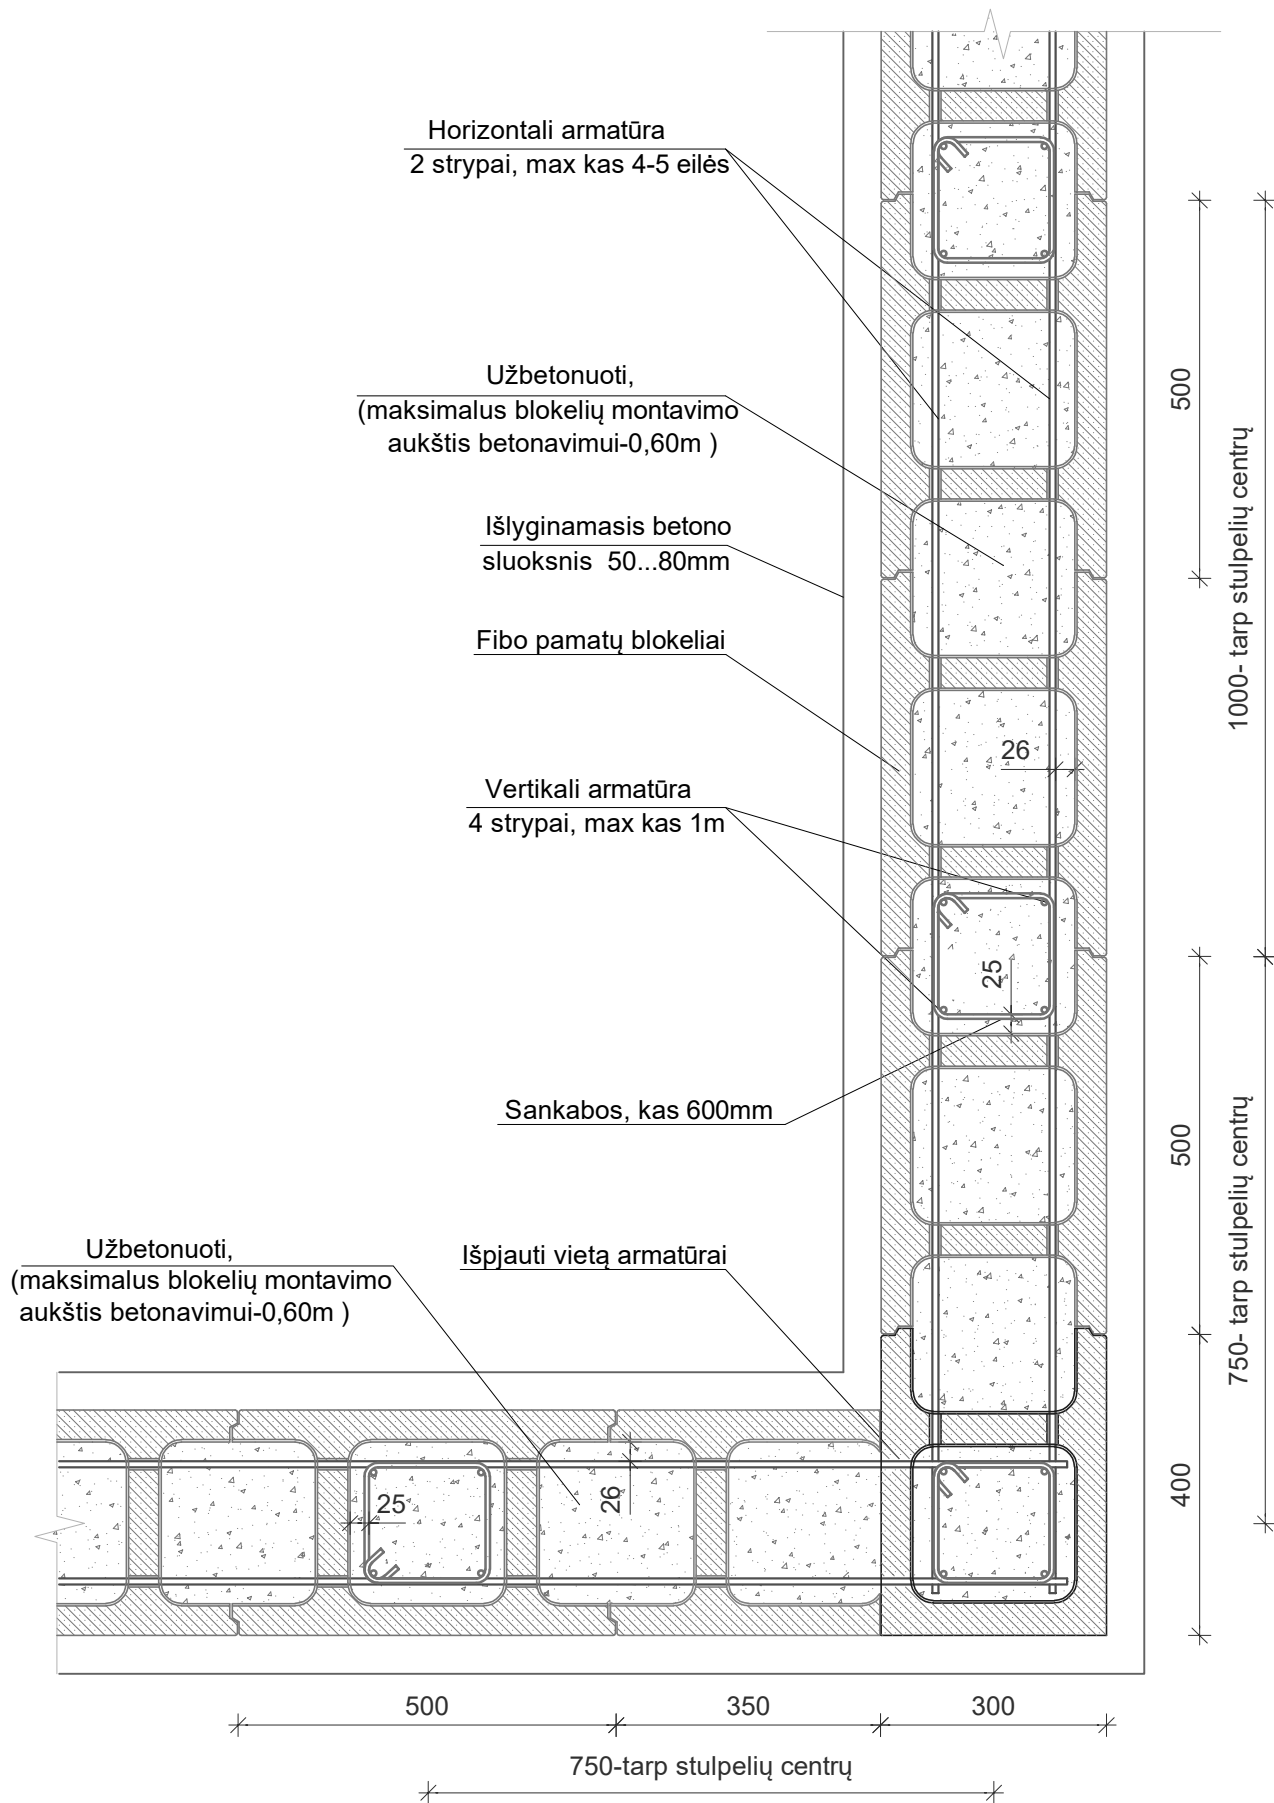 Horizontali armatūra
2 strypai, max kas 4-5 eilės
Užbetonuoti,
(maksimalus blokelių montavimo
aukštis betonavimui-0,60m )
Išlyginamasis betono
sluoksnis 50...80mm
Fibo pamatų blokeliai
Vertikali armatūra
4 strypai, max kas 1m
Sankabos, kas 600mm
Užbetonuoti,
(maksimalus blokelių montavimo
aukštis betonavimui-0,60m )
Išpjauti vietą armatūrai
26
25
25
26
500
1000- tarp stulpelių centrų
500
750- tarp stulpelių centrų
400
500
350
300
750-tarp stulpelių centrų